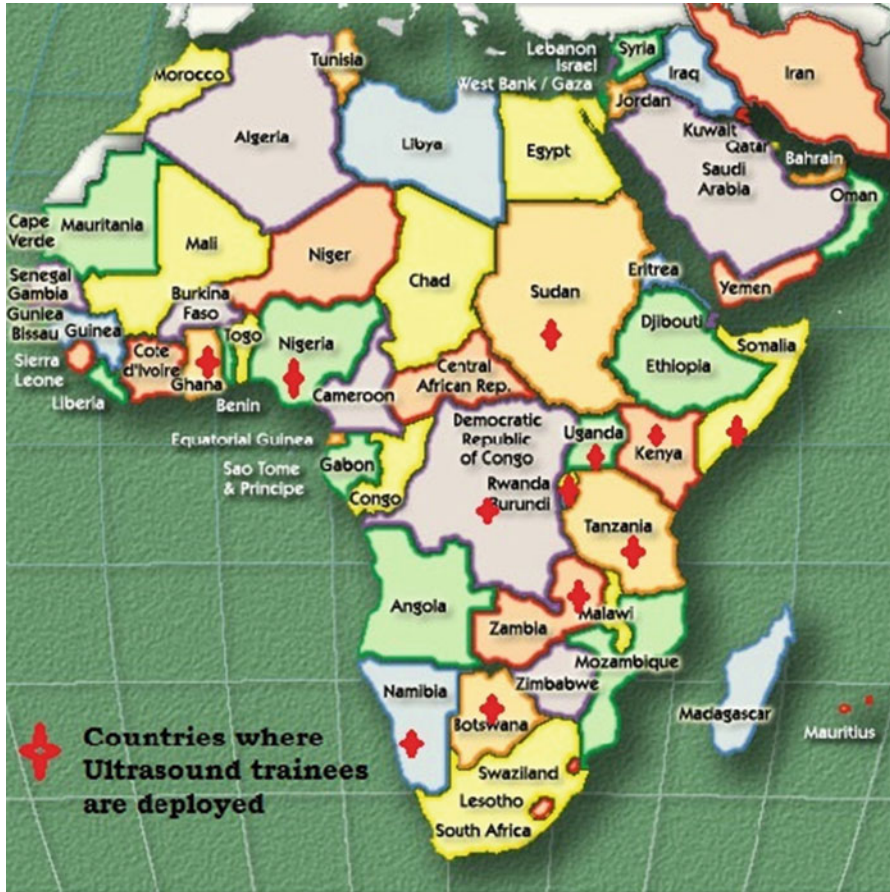 Lebanon
Syria
Israel
West Bank / Gaza
Iraq
Iran
Jordan
Morocco
Tunisia
Algeria
Libya
Egypt
Kuwait
Qatar
Bahrain
Saudi
Arabia
Oman
Cape
Verde
Mauritania
Mali
Niger
Chad
Sudan
Eritrea
Yemen
Senegal
Gambia
Guniea
Bissau
Guinea
Burkina
Faso
Djibouti
Somalia
Sierra
Leone
Cote
d'Ivoire
Ghana
Togo
Nigeria
Ethiopia
Liberia
Benin
Cameroon
Central
African Rep.
Equatorial Guinea
Democratic
Republic
of Congo
Uganda
Kenya
Sao Tome
& Principe
Gabon
Congo
Rwanda
Burundi
Tanzania
Angola
Zambia
Malawi
Mozambique
Namibia
Zimbabwe
Botswana
Madagascar
Mauritius
Countries where
Ultrasound trainees
are deployed
Swaziland
Lesotho
South Africa